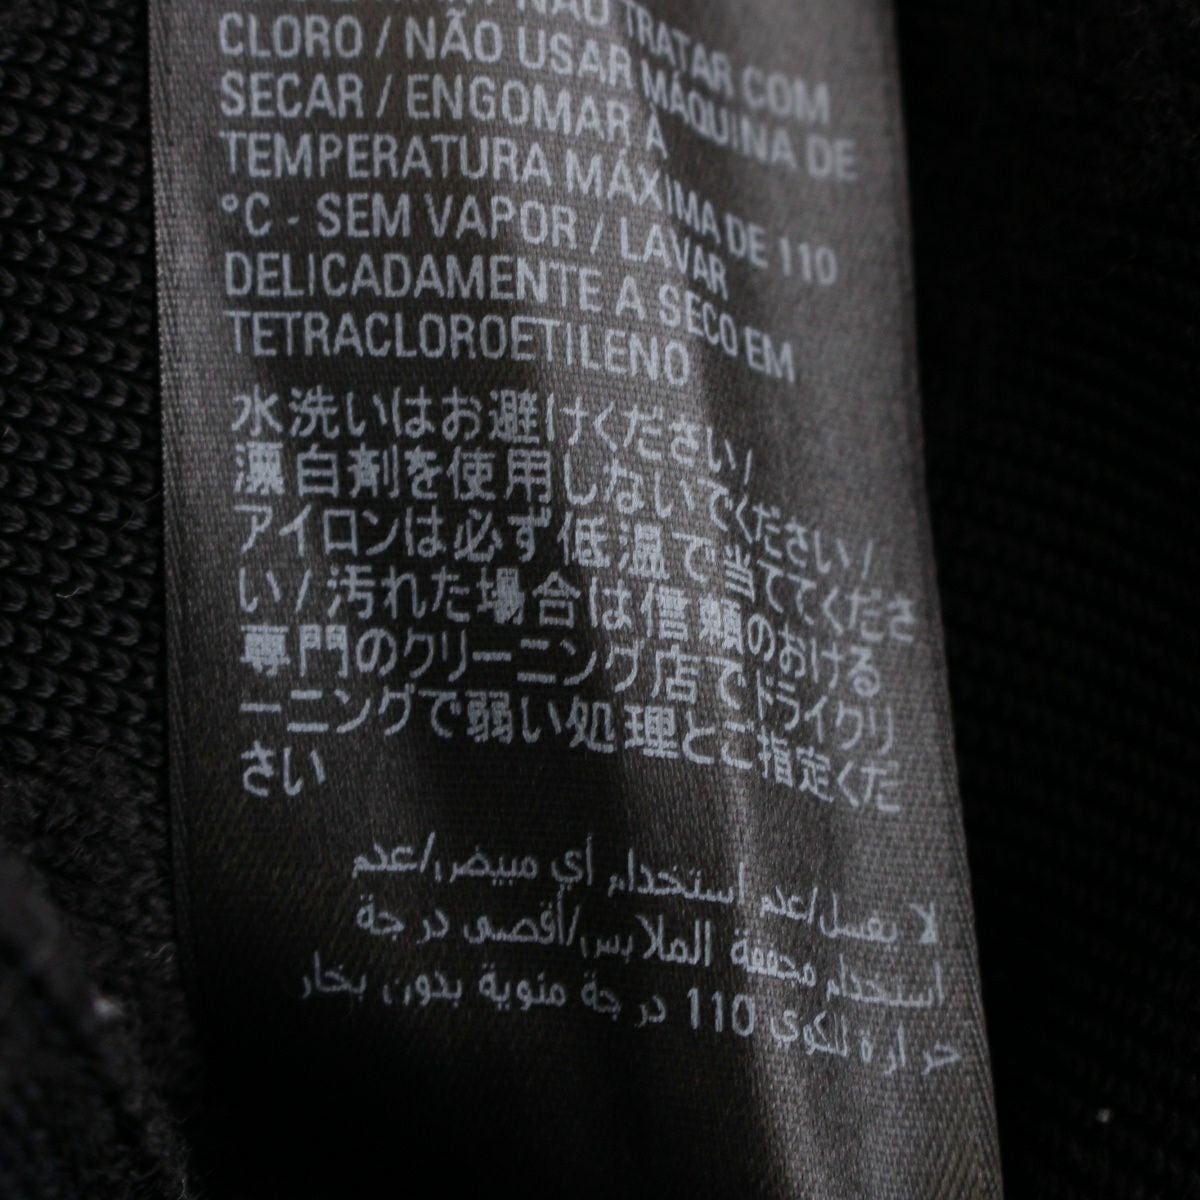 NÃO TRATAR COM
CLORO / NÃO USAR MÁQUINA DE
SECAR / ENGOMAR A
TEMPERATURA MÁXIMA DE 110
°C - SEM VAPOR / LAVAR
DELICADAMENTE A SECO EM
TETRACLOROETILENO
水洗いはお避けください/
漂白剤を使用しないでください/
アイロンは必ず低温で当ててくださ
い/汚れた場合は信頼のおける
専門のクリーニング店でドライクリ
ーニングで弱い処理とご指定くだ
さい
لا يغسل/عدم أستخدام أي مبيض/عدم
أستخدام مجففة الملابس/أقصى درجة
حرارة للكوي 110 درجة منوية بدون بخار